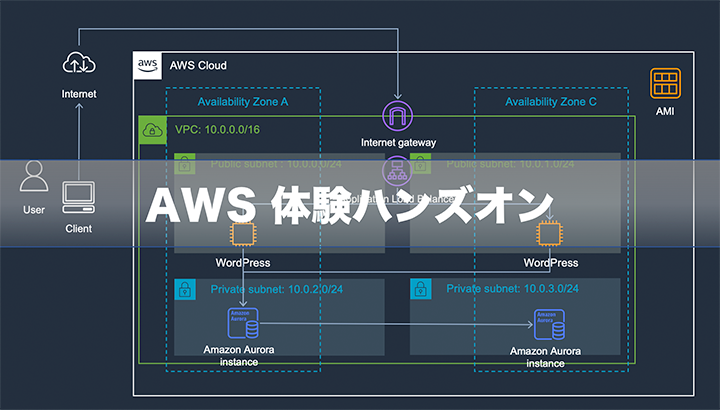 aws
AWS Cloud
Internet
Availability Zone A
Availability Zone C
AMI
VPC: 10.0.0.0/16
Internet gateway
Public subnet : 10.0.0.0/24
Public subnet: 10.0.1.0/24
Application Load Balancer
AWS 体験ハンズオン
User
Client
WordPress
WordPress
Private subnet: 10.0.2.0/24
Private subnet: 10.0.3.0/24
Amazon
Aurora
Amazon
Aurora
Amazon Aurora
instance
Amazon Aurora
instance